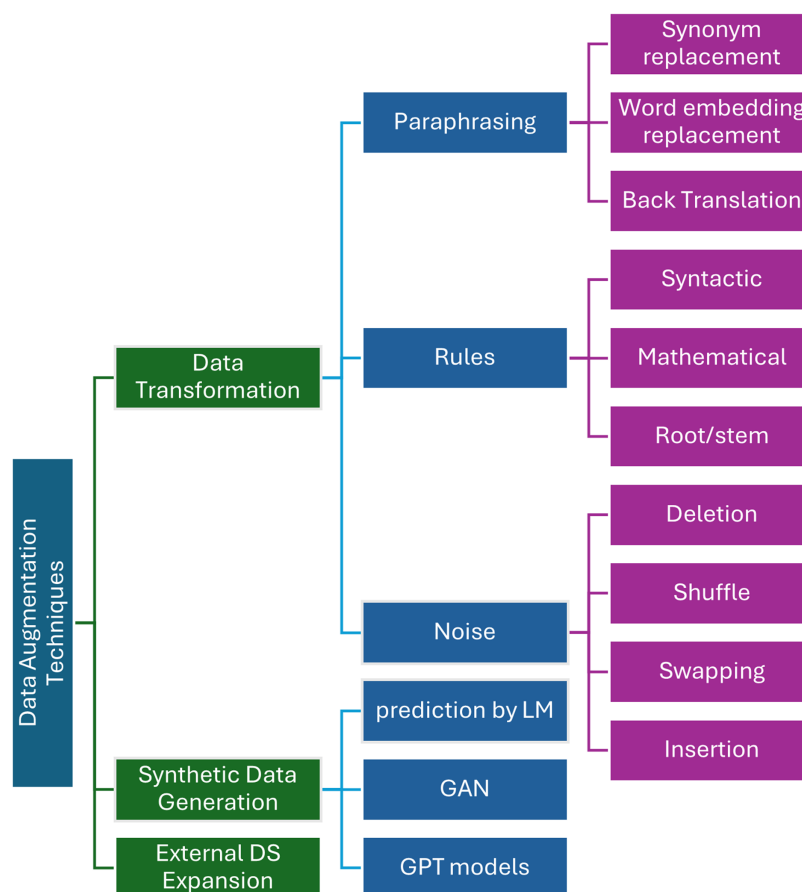 Data Augmentation
Techniques
Data
Transformation
Paraphrasing
Synonym
replacement
Word embedding
replacement
Back Translation
Rules
Syntactic
Mathematical
Root/stem
Noise
Deletion
Shuffle
Swapping
Insertion
Synthetic Data
Generation
prediction by LM
GAN
GPT models
External DS
Expansion